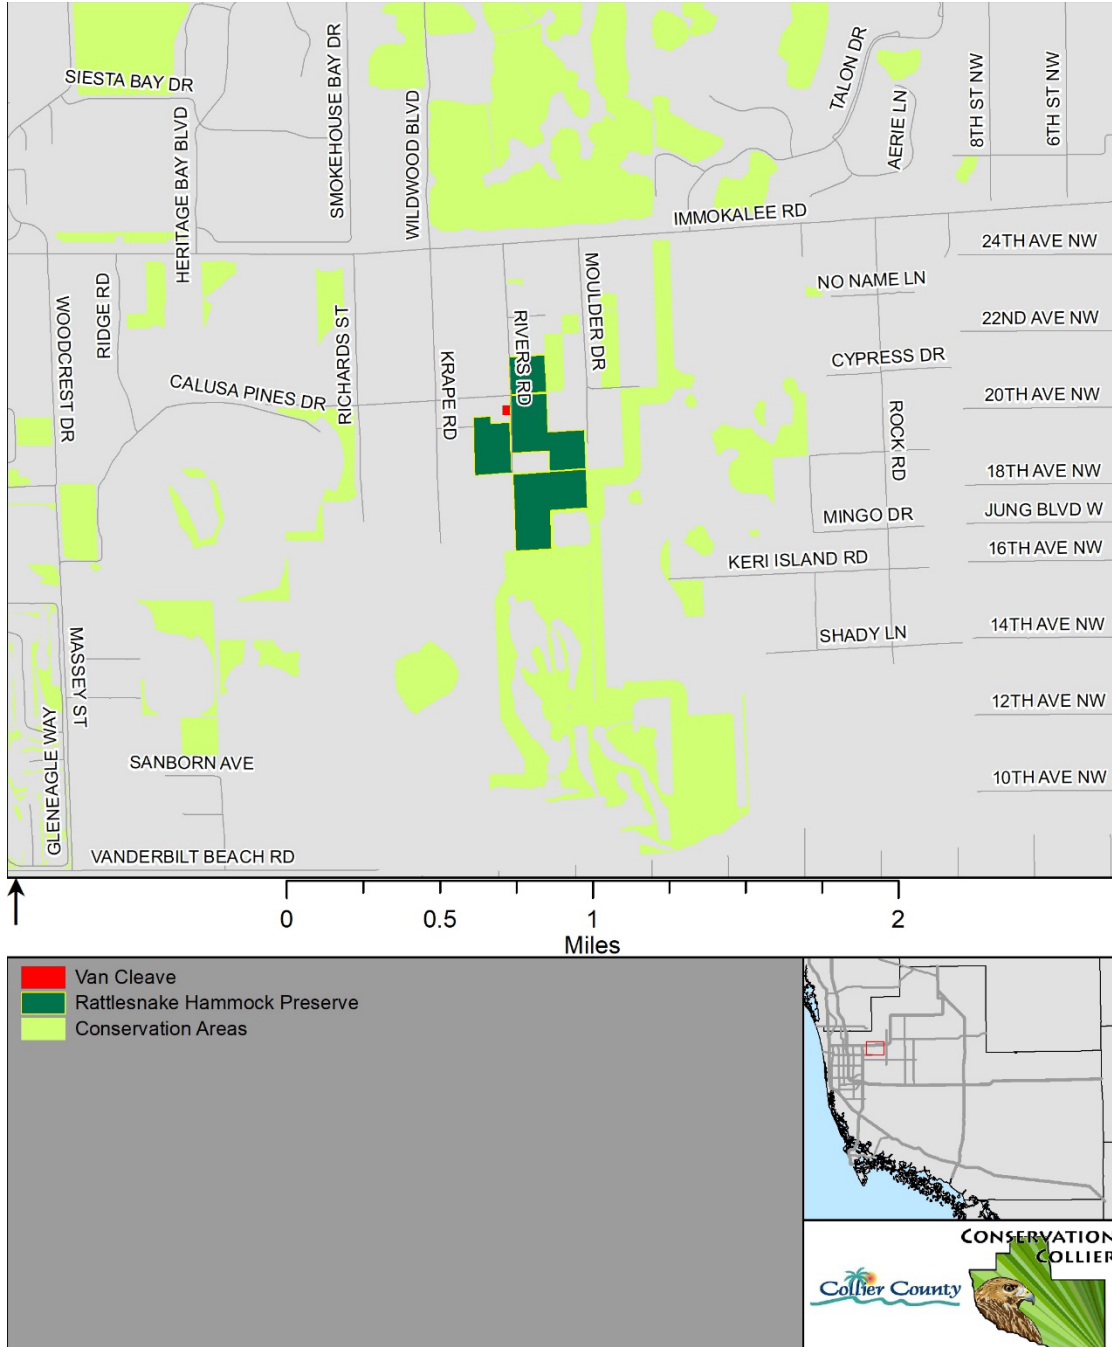 SIESTA BAY DR
HERITAGE BAY BLVD
SMOKEHOUSE BAY DR
WILDWOOD BLVD
TALON DR
AERIE LN
8TH ST NW
6TH ST NW
IMMOKALEE RD
24TH AVE NW
NO NAME LN
22ND AVE NW
CYPRESS DR
20TH AVE NW
WOODCREST DR
RIDGE RD
CALUSA PINES DR
RICHARDS ST
KRAPE RD
RIVERS RD
MOULDER DR
ROCK RD
18TH AVE NW
MINGO DR
JUNG BLVD W
16TH AVE NW
KERI ISLAND RD
14TH AVE NW
SHADY LN
12TH AVE NW
MASSEY ST
GLENEAGLE WAY
SANBORN AVE
10TH AVE NW
VANDERBILT BEACH RD
0 0.5 1 2
Miles
Van Cleave
Rattlesnake Hammock Preserve
Conservation Areas
Collier County
CONSERVATION
COLLIER